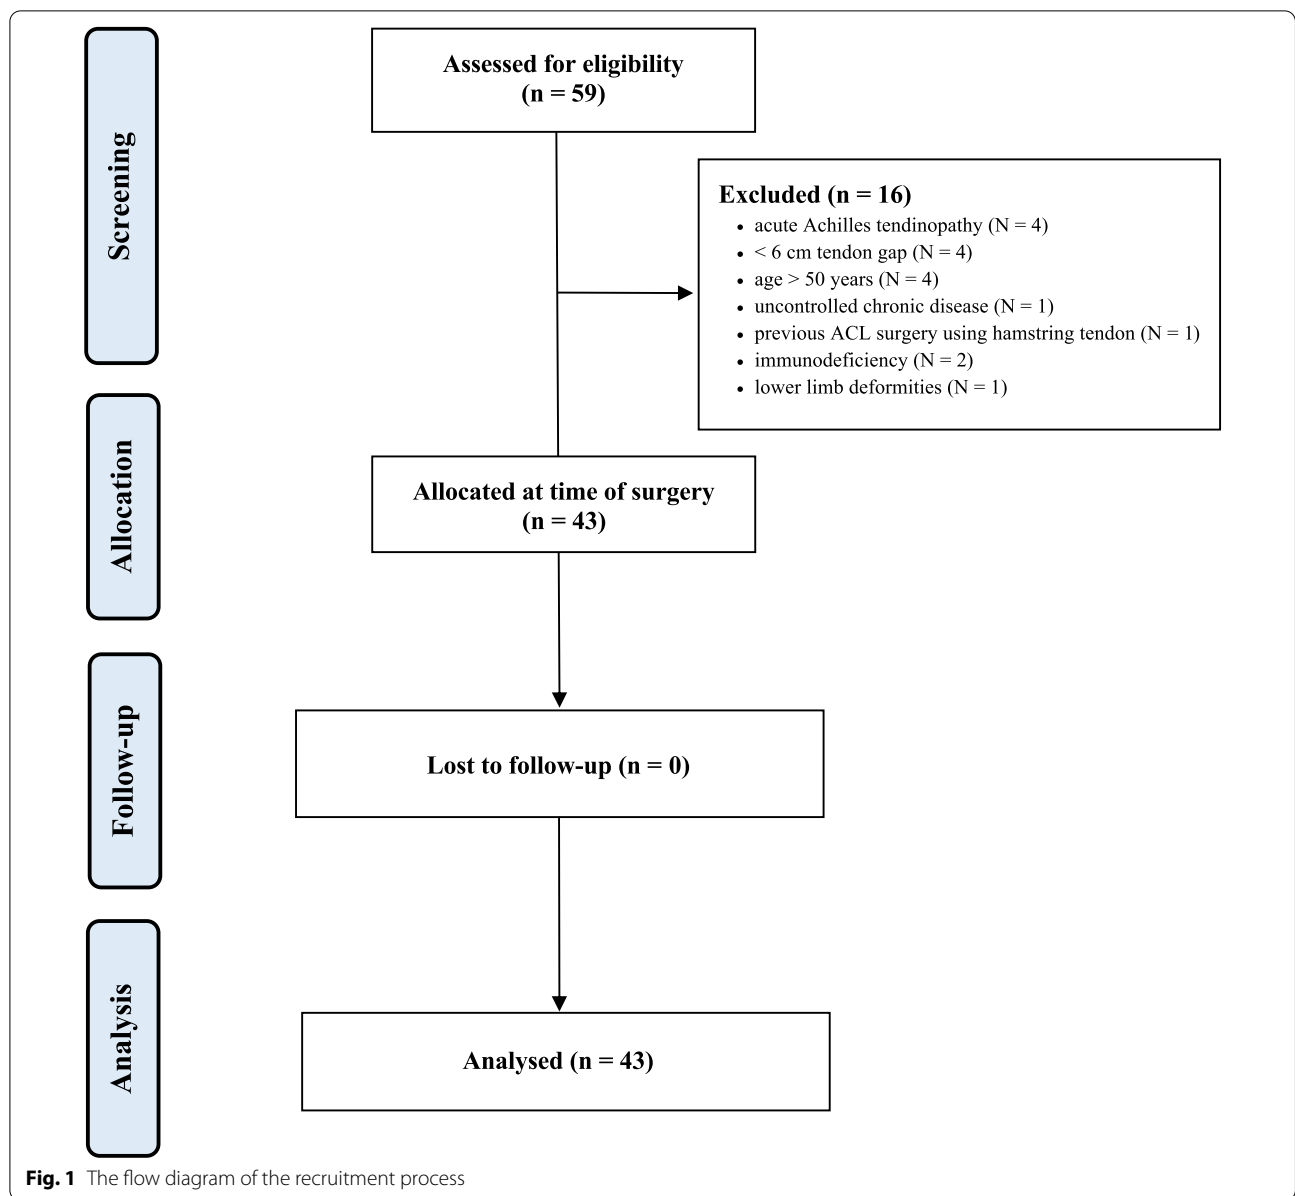 Screening
Assessed for eligibility
(n = 59)
Excluded (n = 16)
• acute Achilles tendinopathy (N = 4)
• < 6 cm tendon gap (N = 4)
• age > 50 years (N = 4)
• uncontrolled chronic disease (N = 1)
• previous ACL surgery using hamstring tendon (N = 1)
• immunodeficiency (N = 2)
• lower limb deformities (N = 1)
Allocation
Allocated at time of surgery
(n = 43)
Follow-up
Lost to follow-up (n = 0)
Analysis
Analysed (n = 43)
Fig. 1 The flow diagram of the recruitment process